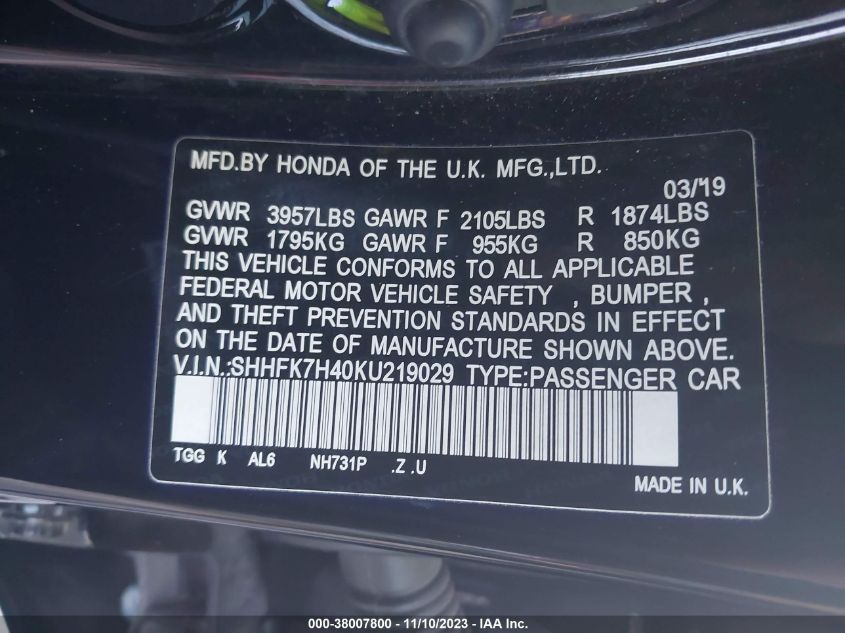 MFD.BY HONDA OF THE U.K. MFG.,LTD.
03/'19
GVWR 3957LBS GAWR F 2105LBS R 1874LBS
GVWR 1795KG GAWR F 955KG R 850KG
THIS VEHICLE CONFORMS TO ALL APPLICABLE
FEDERAL MOTOR VEHICLE SAFETY , BUMPER ,
AND THEFT PREVENTION STANDARDS IN EFFECT
ON THE DATE OF MANUFACTURE SHOWN ABOVE.
V.I.N.:SHHFK7H40KU219029 TYPE:PASSENGER CAR
TGG K AL6 NH731P .Z .U
MADE IN U.K.
000-38007800 - 11/10/2023 - IAA Inc.